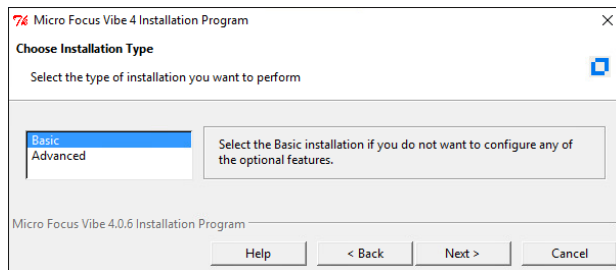 Micro Focus Vibe 4 Installation Program
Choose Installation Type
Select the type of installation you want to perform
Basic
Advanced
Select the Basic installation if you do not want to configure any of
the optional features.
Micro Focus Vibe 4.0.6 Installation Program
Help
< Back
Next >
Cancel